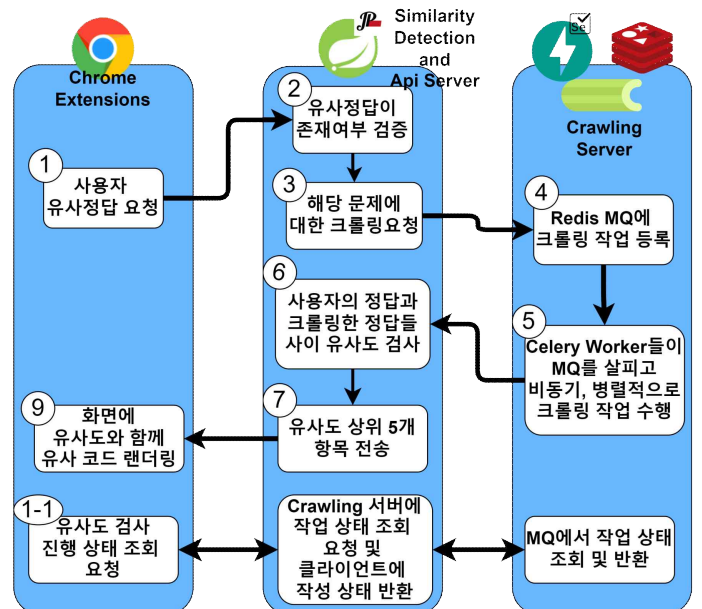 Chrome
Extensions
JP
Similarity
Detection
and
Api Server
Se
Crawling
Server
1
사용자
유사정답 요청
2
유사정답이
존재여부 검증
3
해당 문제에
대한 크롤링요청
4
Redis MQ에
크롤링 작업 등록
5
Celery Worker들이
MQ를 살피고
비동기, 병렬적으로
크롤링 작업 수행
6
사용자의 정답과
크롤링한 정답들
사이 유사도 검사
7
유사도 상위 5개
항목 전송
9
화면에
유사도와 함께
유사 코드 랜더링
1-1
유사도 검사
진행 상태 조회
요청
Crawling 서버에
작업 상태 조회
요청 및
클라이언트에
작성 상태 반환
MQ에서 작업 상태
조회 및 반환